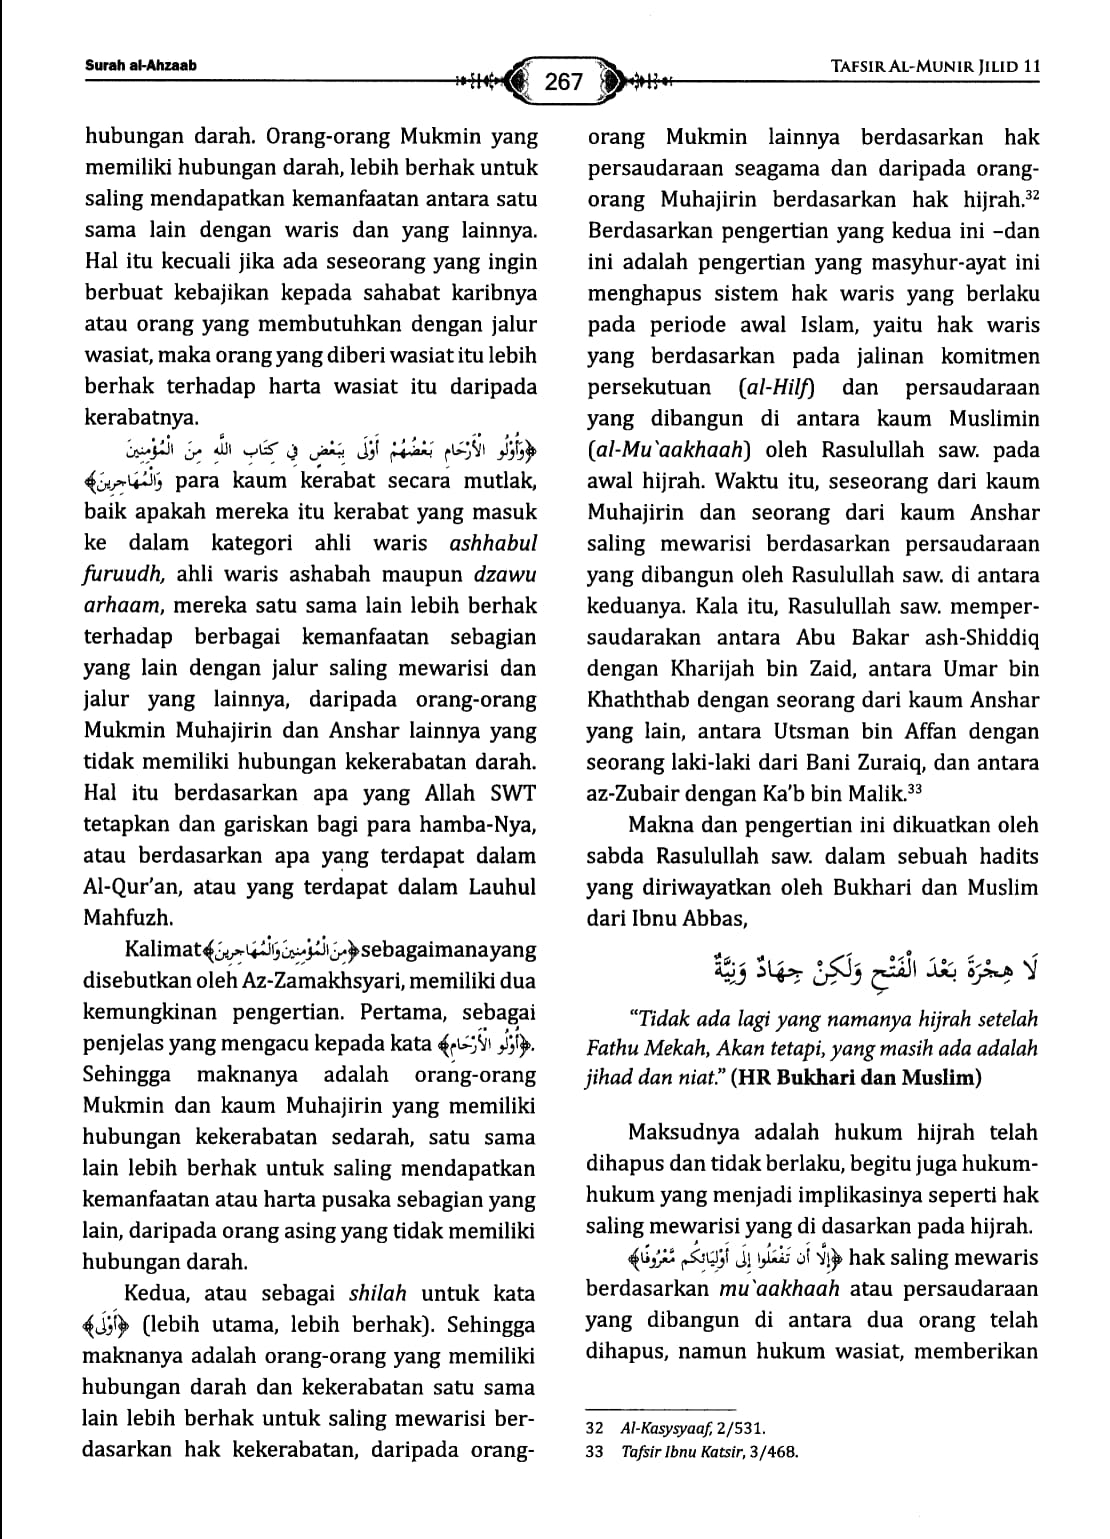 Surah al-Ahzaab
267
TAFSIR AL-MUNIR JILID 11
hubungan darah. Orang-orang Mukmin yang
memiliki hubungan darah, lebih berhak untuk
saling mendapatkan kemanfaatan antara satu
sama lain dengan waris dan yang lainnya.
Hal itu kecuali jika ada seseorang yang ingin
berbuat kebajikan kepada sahabat karibnya
atau orang yang membutuhkan dengan jalur
wasiat, maka orang yang diberi wasiat itu lebih
berhak terhadap harta wasiat itu daripada
kerabatnya.
﴿وَأُوْلُو الْأَرْحَامِ بَعْضُهُمْ أَوْلَى بِبَعْضٍ فِي كِتَابِ اللَّهِ مِنَ الْمُؤْمِنِينَ
وَالْمُهَاجِرِينَ﴾ para kaum kerabat secara mutlak,
baik apakah mereka itu kerabat yang masuk
ke dalam kategori ahli waris ashhabul
furuudh, ahli waris ashabah maupun dzawu
arhaam, mereka satu sama lain lebih berhak
terhadap berbagai kemanfaatan sebagian
yang lain dengan jalur saling mewarisi dan
jalur yang lainnya, daripada orang-orang
Mukmin Muhajirin dan Anshar lainnya yang
tidak memiliki hubungan kekerabatan darah.
Hal itu berdasarkan apa yang Allah SWT
tetapkan dan gariskan bagi para hamba-Nya,
atau berdasarkan apa yang terdapat dalam
Al-Qur'an, atau yang terdapat dalam Lauhul
Mahfuzh.
Kalimat ﴿مِنَ الْمُؤْمِنِينَ وَالْمُهَاجِرِينَ﴾ sebagaimana yang
disebutkan oleh Az-Zamakhsyari, memiliki dua
kemungkinan pengertian. Pertama, sebagai
penjelas yang mengacu kepada kata ﴿أُوْلُو الْأَرْحَامِ﴾.
Sehingga maknanya adalah orang-orang
Mukmin dan kaum Muhajirin yang memiliki
hubungan kekerabatan sedarah, satu sama
lain lebih berhak untuk saling mendapatkan
kemanfaatan atau harta pusaka sebagian yang
lain, daripada orang asing yang tidak memiliki
hubungan darah.
Kedua, atau sebagai shilah untuk kata
﴿أَوْلَى﴾ (lebih utama, lebih berhak). Sehingga
maknanya adalah orang-orang yang memiliki
hubungan darah dan kekerabatan satu sama
lain lebih berhak untuk saling mewarisi ber-
dasarkan hak kekerabatan, daripada orang-
orang Mukmin lainnya berdasarkan hak
persaudaraan seagama dan daripada orang-
orang Muhajirin berdasarkan hak hijrah.³²
Berdasarkan pengertian yang kedua ini –dan
ini adalah pengertian yang masyhur-ayat ini
menghapus sistem hak waris yang berlaku
pada periode awal Islam, yaitu hak waris
yang berdasarkan pada jalinan komitmen
persekutuan (al-Hilf) dan persaudaraan
yang dibangun di antara kaum Muslimin
(al-Mu`aakhaah) oleh Rasulullah saw. pada
awal hijrah. Waktu itu, seseorang dari kaum
Muhajirin dan seorang dari kaum Anshar
saling mewarisi berdasarkan persaudaraan
yang dibangun oleh Rasulullah saw. di antara
keduanya. Kala itu, Rasulullah saw. memper-
saudarakan antara Abu Bakar ash-Shiddiq
dengan Kharijah bin Zaid, antara Umar bin
Khaththab dengan seorang dari kaum Anshar
yang lain, antara Utsman bin Affan dengan
seorang laki-laki dari Bani Zuraiq, dan antara
az-Zubair dengan Ka'b bin Malik.³³
Makna dan pengertian ini dikuatkan oleh
sabda Rasulullah saw. dalam sebuah hadits
yang diriwayatkan oleh Bukhari dan Muslim
dari Ibnu Abbas,
لَا هِجْرَةَ بَعْدَ الْفَتْحِ وَلَكِنْ جِهَادٌ وَنِيَّةٌ
"Tidak ada lagi yang namanya hijrah setelah
Fathu Mekah, Akan tetapi, yang masih ada adalah
jihad dan niat." (HR Bukhari dan Muslim)
Maksudnya adalah hukum hijrah telah
dihapus dan tidak berlaku, begitu juga hukum-
hukum yang menjadi implikasinya seperti hak
saling mewarisi yang di dasarkan pada hijrah.
﴿إِلَّا أَن تَفْعَلُوا إِلَى أَوْلِيَائِكُم مَّعْرُوفًا﴾ hak saling mewaris
berdasarkan mu`aakhaah atau persaudaraan
yang dibangun di antara dua orang telah
dihapus, namun hukum wasiat, memberikan
32 Al-Kasysyaaf, 2/531.
33 Tafsir Ibnu Katsir, 3/468.